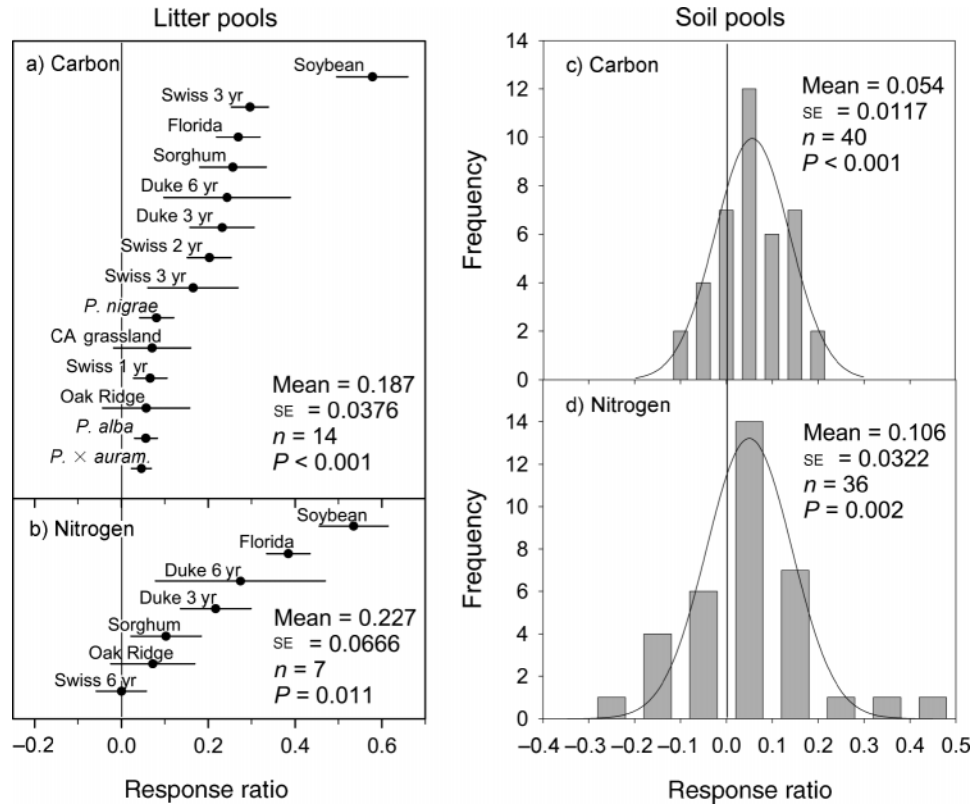 Litter pools
a) Carbon
Soybean
Swiss 3 yr
Florida
Sorghum
Duke 6 yr
Duke 3 yr
Swiss 2 yr
Swiss 3 yr
P. nigrae
CA grassland
Swiss 1 yr
Oak Ridge
P. alba
P. × auram.
Mean = 0.187
SE = 0.0376
n = 14
P < 0.001
b) Nitrogen
Soybean
Florida
Duke 6 yr
Duke 3 yr
Sorghum
Oak Ridge
Swiss 6 yr
Mean = 0.227
SE = 0.0666
n = 7
P = 0.011
–0.2 0.0 0.2 0.4 0.6
Response ratio
Soil pools
c) Carbon
Mean = 0.054
SE = 0.0117
n = 40
P < 0.001
14
12
10
8
6
4
2
0
Frequency
d) Nitrogen
Mean = 0.106
SE = 0.0322
n = 36
P = 0.002
14
12
10
8
6
4
2
0
Frequency
–0.4 –0.3 –0.2 –0.1 0.0 0.1 0.2 0.3 0.4 0.5
Response ratio